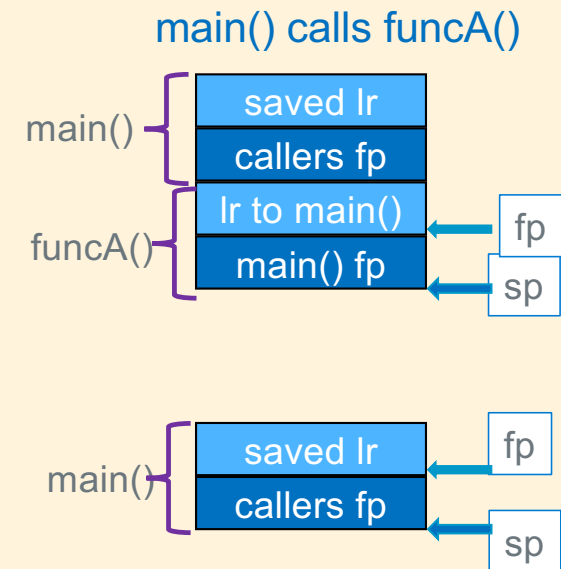 main() calls funcA()
main()
saved lr
callers fp
funcA()
lr to main()
main() fp
fp
sp
main()
saved lr
callers fp
fp
sp